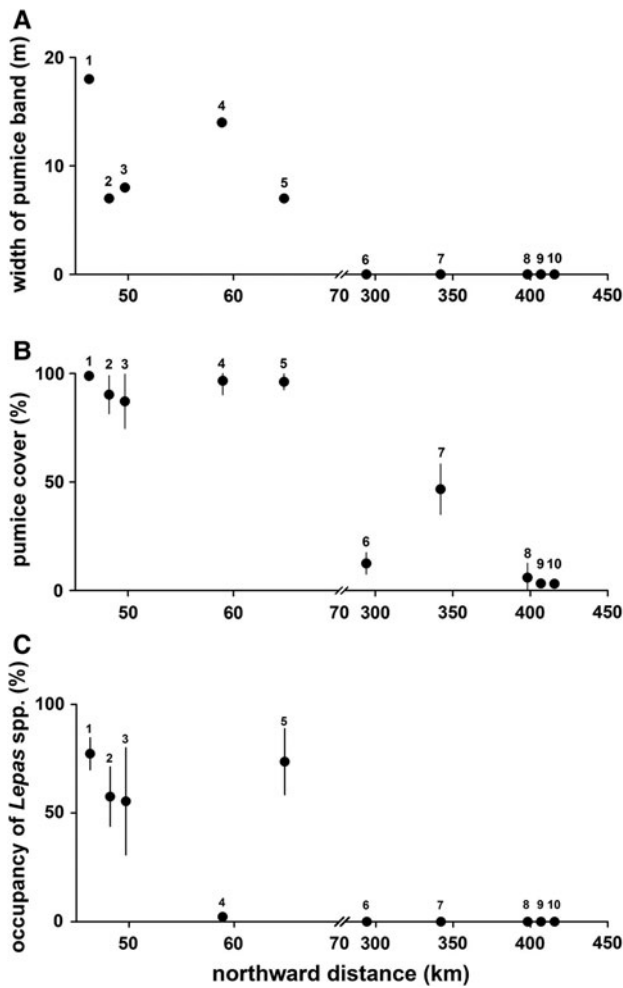 A
width of pumice band (m)
20
10
0
1
2
3
4
5
6
7
8 9 10
50 60 70 300 350 400 450
B
pumice cover (%)
100
50
0
1
2
3
4
5
6
7
8
9 10
50 60 70 300 350 400 450
C
occupancy of Lepas spp. (%)
100
50
0
1
2
3
4
5
6
7
8 9 10
50 60 70 300 350 400 450
northward distance (km)